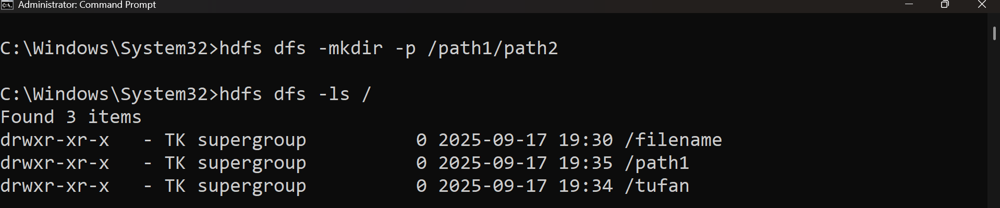 Administrator: Command Prompt
C:\Windows\System32>hdfs dfs -mkdir -p /path1/path2
C:\Windows\System32>hdfs dfs -ls /
Found 3 items
drwxr-xr-x   - TK supergroup          0 2025-09-17 19:30 /filename
drwxr-xr-x   - TK supergroup          0 2025-09-17 19:35 /path1
drwxr-xr-x   - TK supergroup          0 2025-09-17 19:34 /tufan